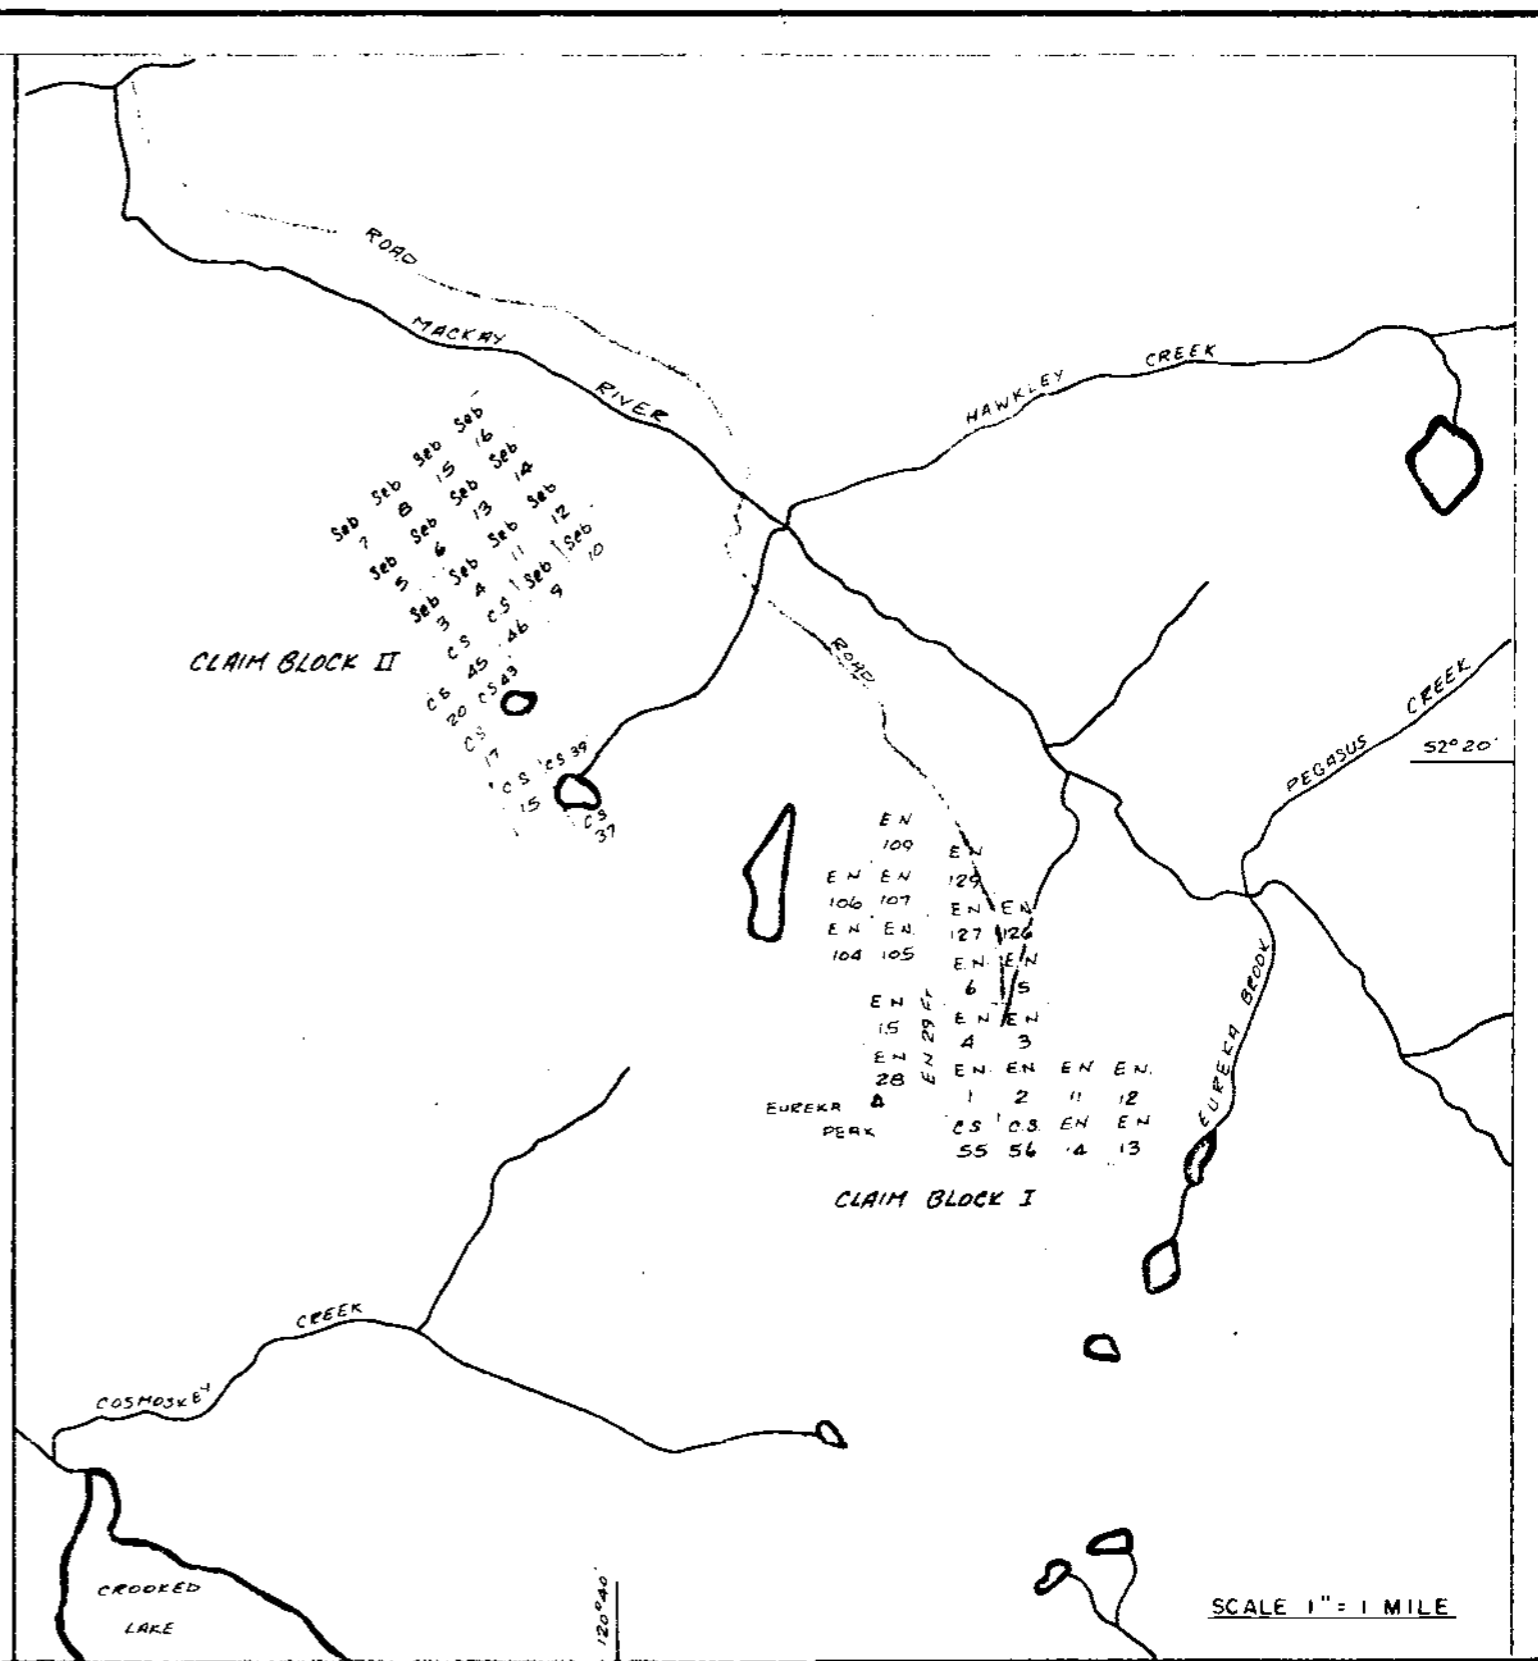 ROAD
MACKAY RIVER
HAWKLEY CREEK
Seb 16
Seb 15
Seb 14
Seb 8
Seb 13
Seb 12
Seb 7
Seb 6
Seb 11
Seb 10
Seb 5
Seb 4
Seb 9
Seb 3
CS 46
CS 45
CS 43
CS 20
CS 17
CS 39
CS 15
CS 37
CLAIM BLOCK II
ROAD
PEGASUS CREEK
52° 20'
EN 109
EN 129
EN 106
EN 107
EN 127
EN 126
EN 104
EN 105
EN 6
EN 5
EN 15
EN 29 Fr
EN 4
EN 3
EN 28
EN 1
EN 2
EN 11
EN 12
EUREKA PEAK
CS 55
CS 56
EN 14
EN 13
CLAIM BLOCK I
EUREKA BROOK
COSMOSKEY CREEK
CROOKED
LAKE
120° 40'
SCALE 1" = 1 MILE